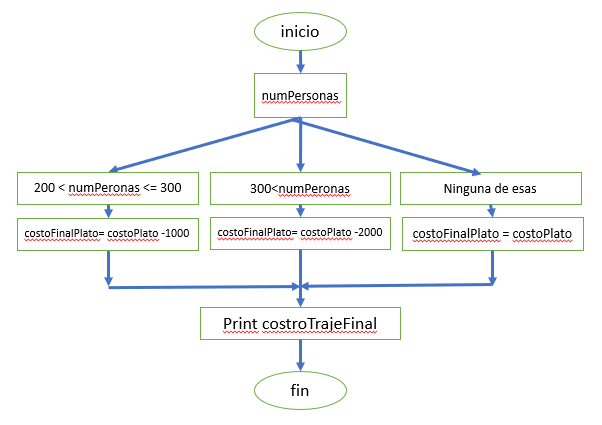 inicio
numPersonas
200 < numPeronas <= 300
300<numPeronas
Ninguna de esas
costoFinalPlato= costoPlato -1000
costoFinalPlato= costoPlato -2000
costoFinalPlato = costoPlato
Print costroTrajeFinal
fin